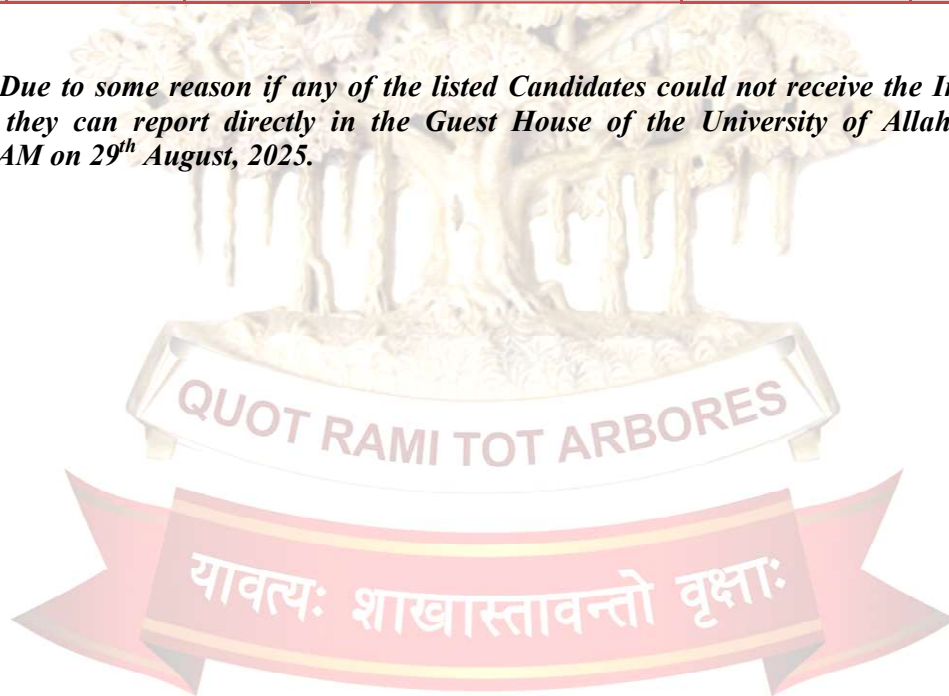 Due to some reason if any of the listed Candidates could not receive the
they can report directly in the Guest House of the University of
AM on 29th August, 2025.
QUOT RAMI TOT ARBORES
यावत्यः शाखास्तावन्तो वृक्षाः